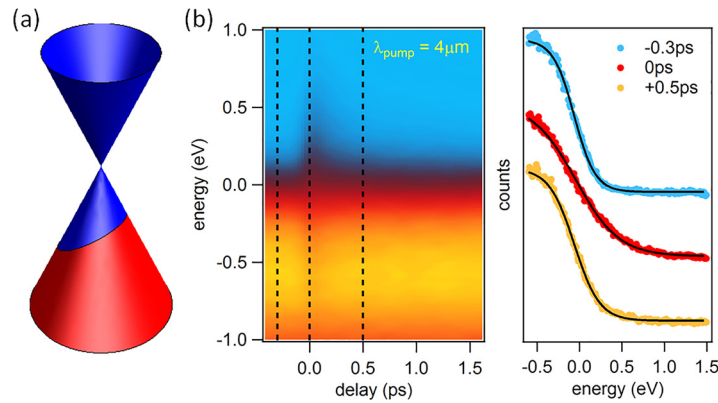 (a)
(b)
λpump = 4μm
1.0
0.5
0.0
-0.5
-1.0
energy (eV)
0.0
0.5
1.0
1.5
delay (ps)
-0.3ps
0ps
+0.5ps
counts
-0.5
0.0
0.5
1.0
1.5
energy (eV)